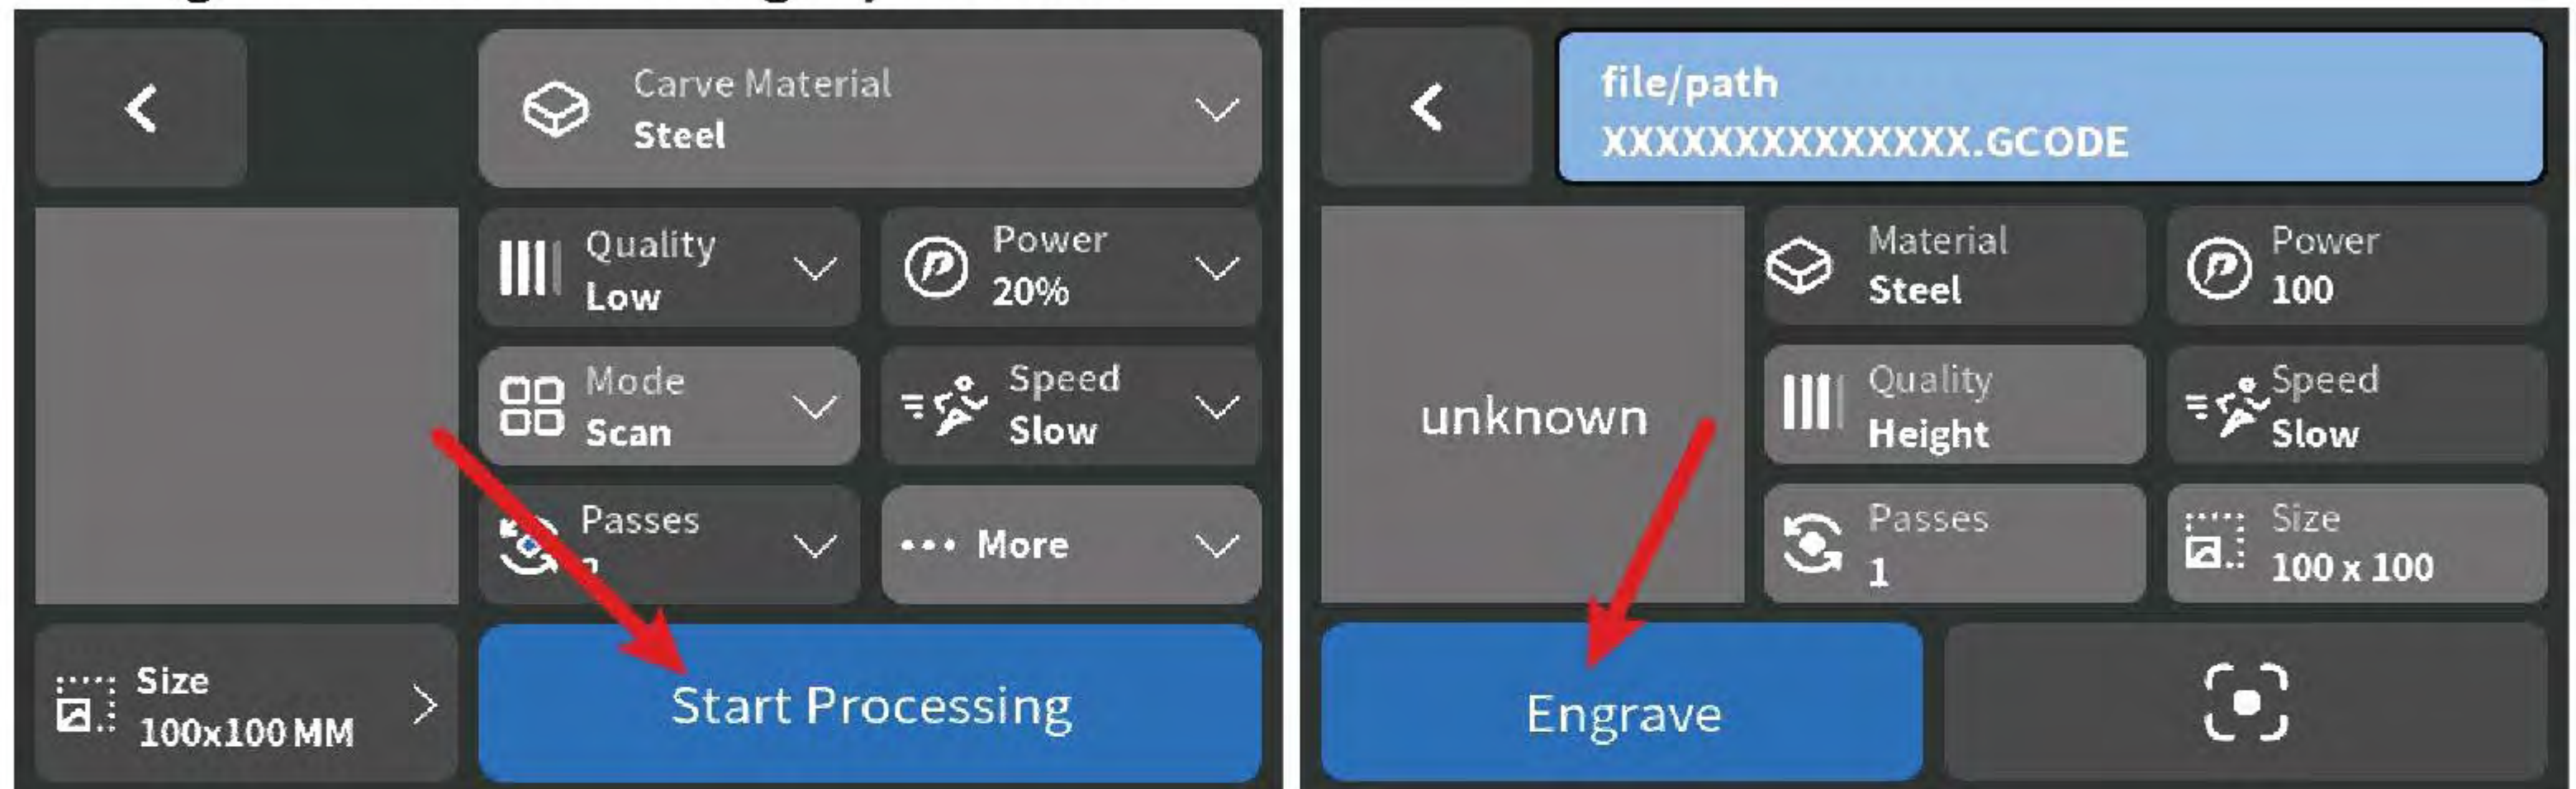 Carve Material
Steel
Quality
Low
Power
20%
Mode
Scan
Speed
Slow
Passes
More
Size
100x100 MM
Start Processing
file/path
XXXXXXXXXXXXXX.GCODE
unknown
Material
Steel
Power
100
Quality
Height
Speed
Slow
Passes
1
Size
100 x 100
Engrave